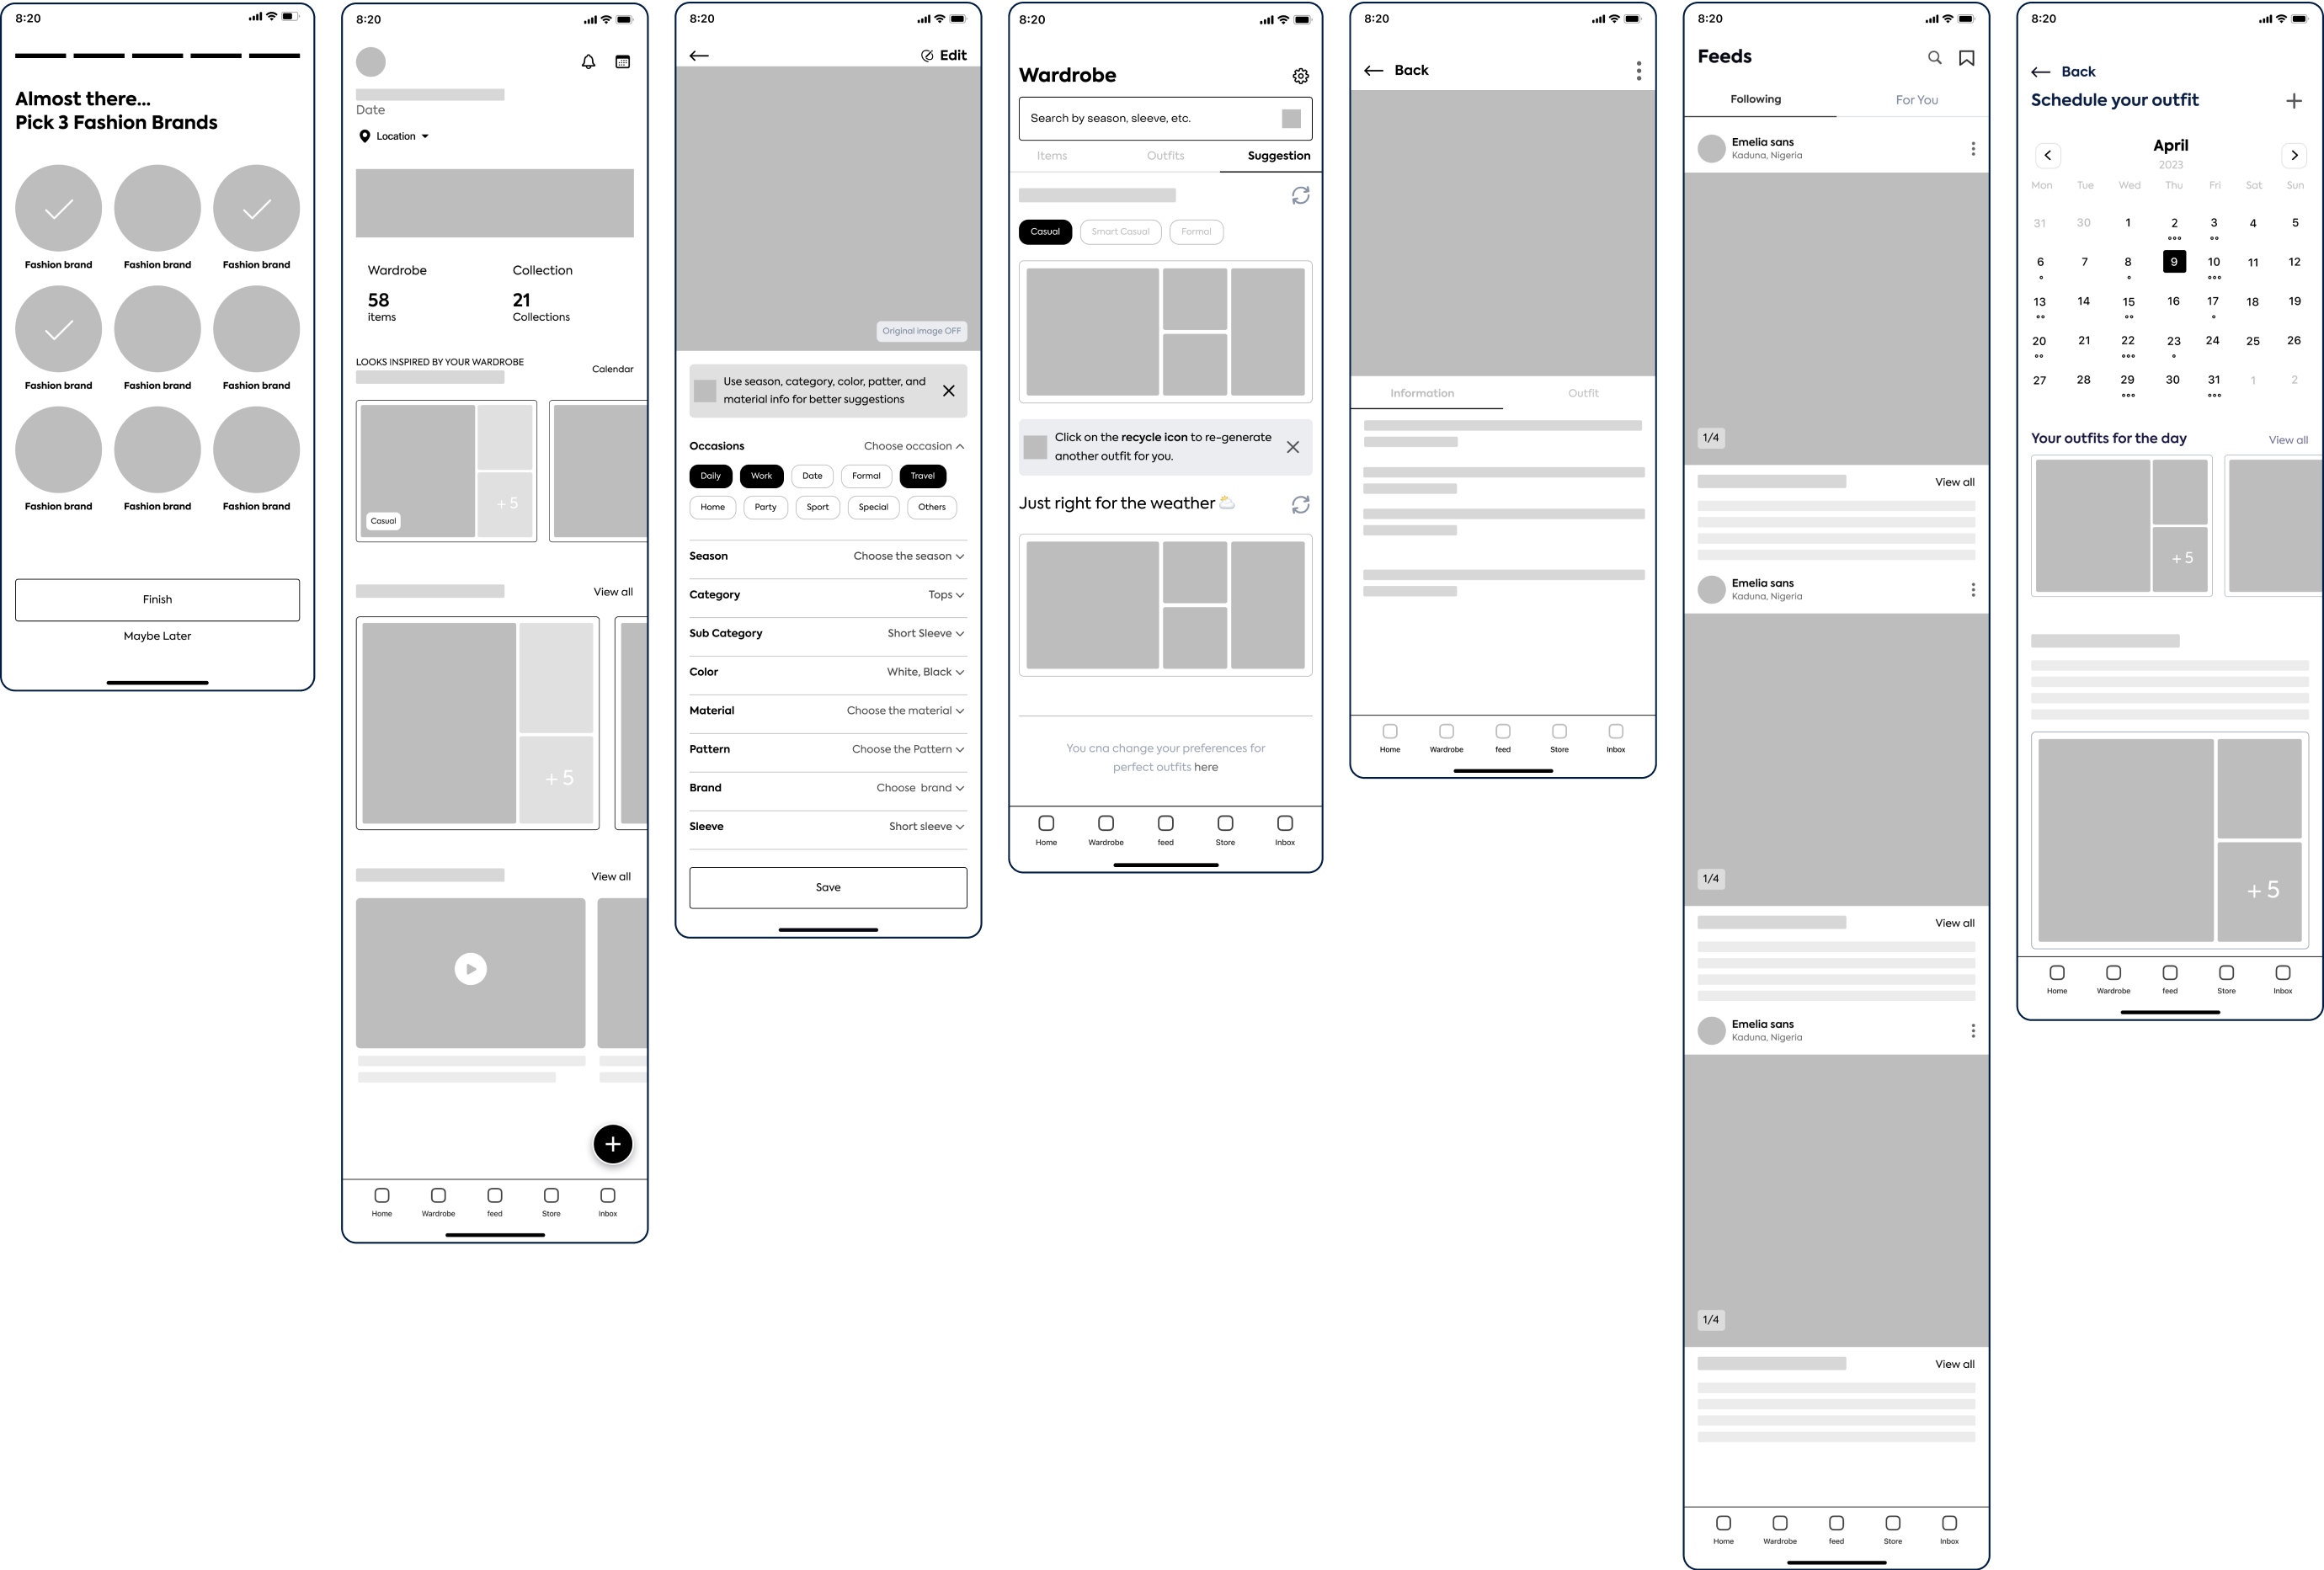 8:20
Almost there...
Pick 3 Fashion Brands
Fashion brand Fashion brand Fashion brand
Fashion brand Fashion brand Fashion brand
Fashion brand Fashion brand Fashion brand
Finish
Maybe Later
8:20
Date
Location
Wardrobe Collection
58 21
items Collections
LOOKS INSPIRED BY YOUR WARDROBE
Calendar
+ 5
Casual
View all
+ 5
View all
Home Wardrobe feed Store Inbox
8:20
Edit
Original image OFF
Use season, category, color, patter, and
material info for better suggestions
Occasions Choose occasion
Daily Work Date Formal Travel
Home Party Sport Special Others
Season Choose the season
Category Tops
Sub Category Short Sleeve
Color White, Black
Material Choose the material
Pattern Choose the Pattern
Brand Choose brand
Sleeve Short sleeve
Save
8:20
Wardrobe
Search by season, sleeve, etc.
Items Outfits Suggestion
Casual Smart Casual Formal
Click on the recycle icon to re-generate
another outfit for you.
Just right for the weather
You cna change your preferences for
perfect outfits here
Home Wardrobe feed Store Inbox
8:20
Back
Information Outfit
Home Wardrobe feed Store Inbox
8:20
Feeds
Following For You
Emelia sans
Kaduna, Nigeria
1/4
View all
Emelia sans
Kaduna, Nigeria
1/4
View all
Emelia sans
Kaduna, Nigeria
1/4
View all
Home Wardrobe feed Store Inbox
8:20
Back
Schedule your outfit
April
2023
Mon Tue Wed Thu Fri Sat Sun
31 30 1 2 3 4 5
6 7 8 9 10 11 12
13 14 15 16 17 18 19
20 21 22 23 24 25 26
27 28 29 30 31 1 2
Your outfits for the day View all
+ 5
+ 5
Home Wardrobe feed Store Inbox